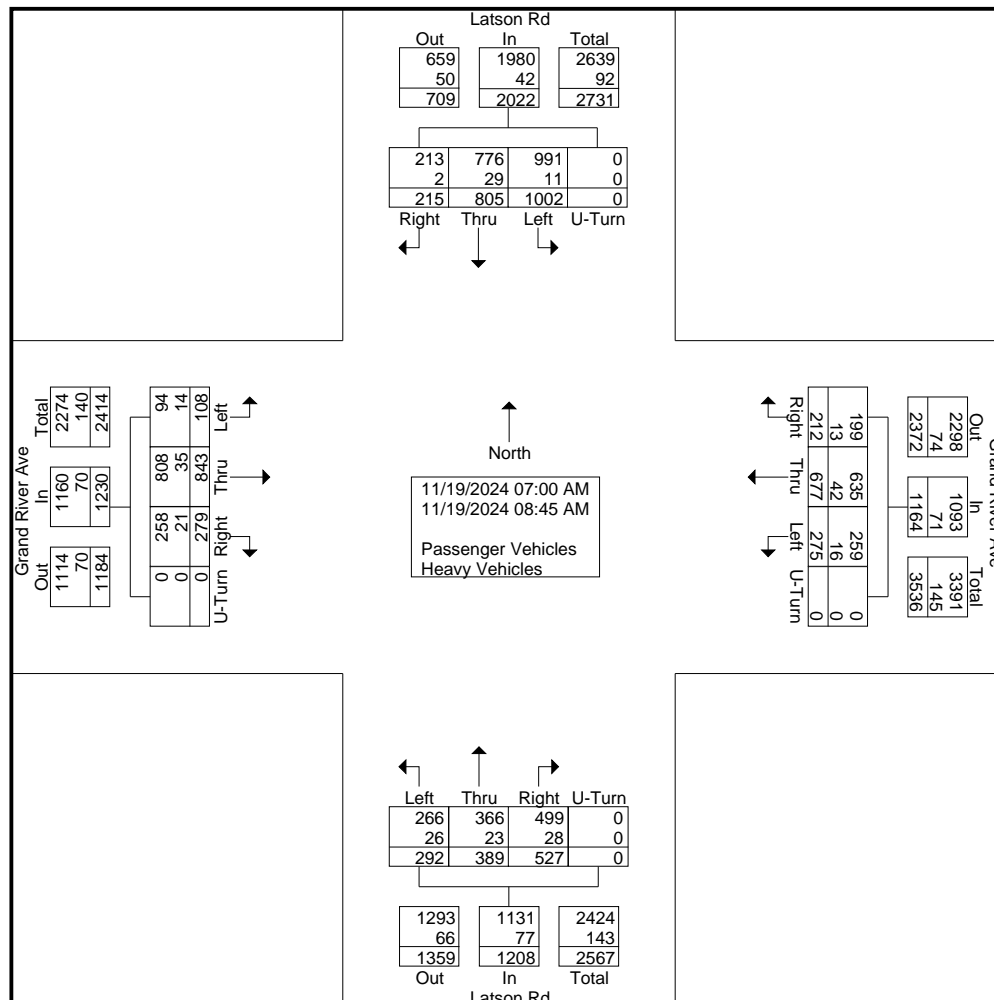 Latson Rd
Out In Total
659 1980 2639
50 42 92
709 2022 2731
213 776 991 0
2 29 11 0
215 805 1002 0
Right Thru Left U-Turn
Grand River Ave
Total In Out
2274 1160 1114
140 70 70
2414 1230 1184
94 808 258 0
14 35 21 0
108 843 279 0
Left Thru Right U-Turn
North
11/19/2024 07:00 AM
11/19/2024 08:45 AM
Passenger Vehicles
Heavy Vehicles
Right Thru Left U-Turn
199 635 259 0
13 42 16 0
212 677 275 0
Out In Total
2298 1093 3391
74 71 145
2372 1164 3536
Grand River Ave
Left Thru Right U-Turn
266 366 499 0
26 23 28 0
292 389 527 0
1293 1131 2424
66 77 143
1359 1208 2567
Out In Total
Latson Rd